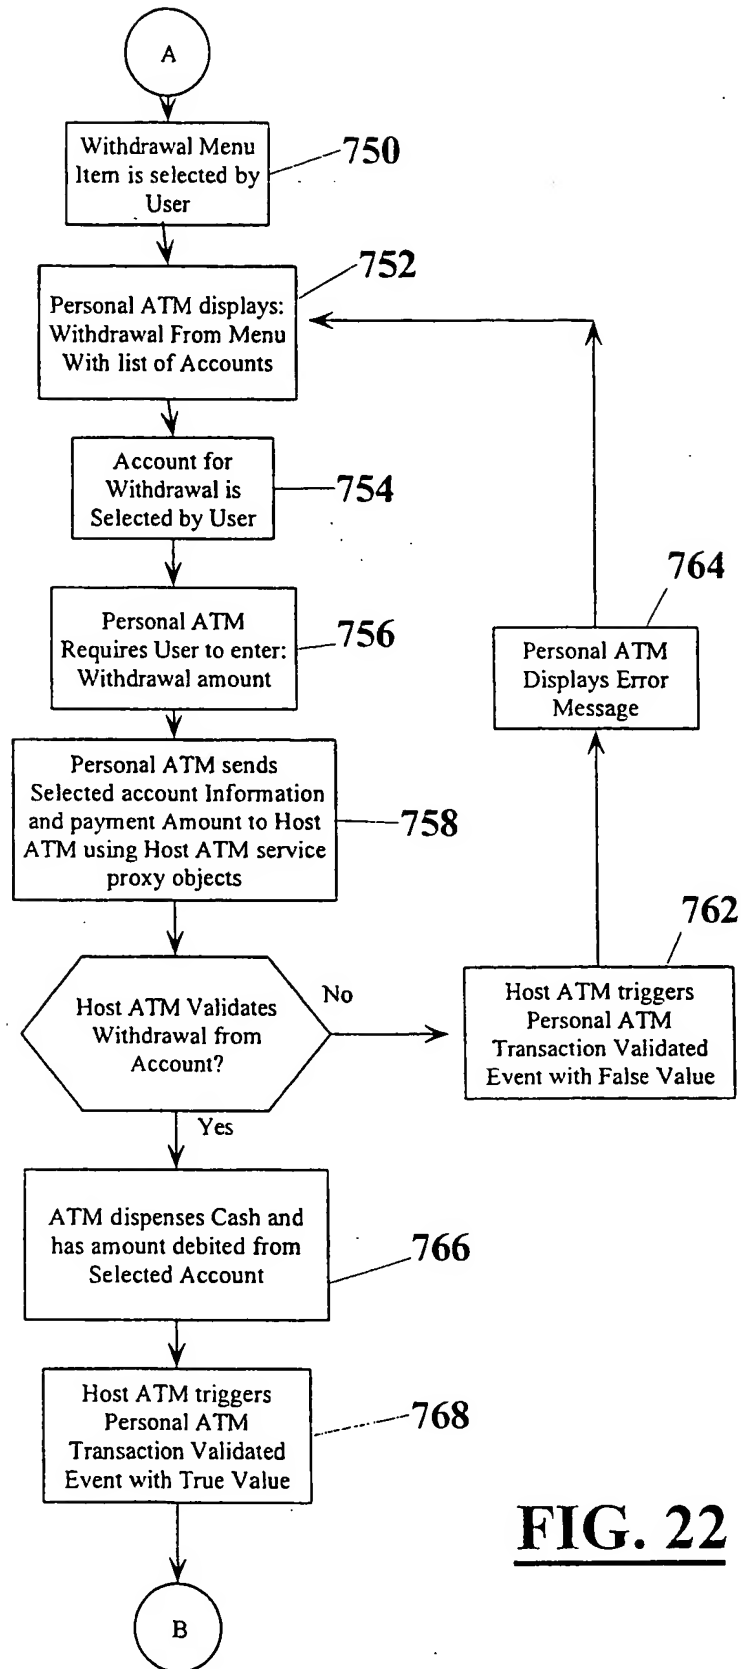 A
Withdrawal Menu
Item is selected by
User
750
Personal ATM displays:
Withdrawal From Menu
With list of Accounts
752
Account for
Withdrawal is
Selected by User
754
Personal ATM
Requires User to enter:
Withdrawal amount
756
Personal ATM sends
Selected account Information
and payment Amount to Host
ATM using Host ATM service
proxy objects
758
Host ATM Validates
Withdrawal from
Account?
No
Yes
762
Host ATM triggers
Personal ATM
Transaction Validated
Event with False Value
764
Personal ATM
Displays Error
Message
ATM dispenses Cash and
has amount debited from
Selected Account
766
Host ATM triggers
Personal ATM
Transaction Validated
Event with True Value
768
B
FIG. 22